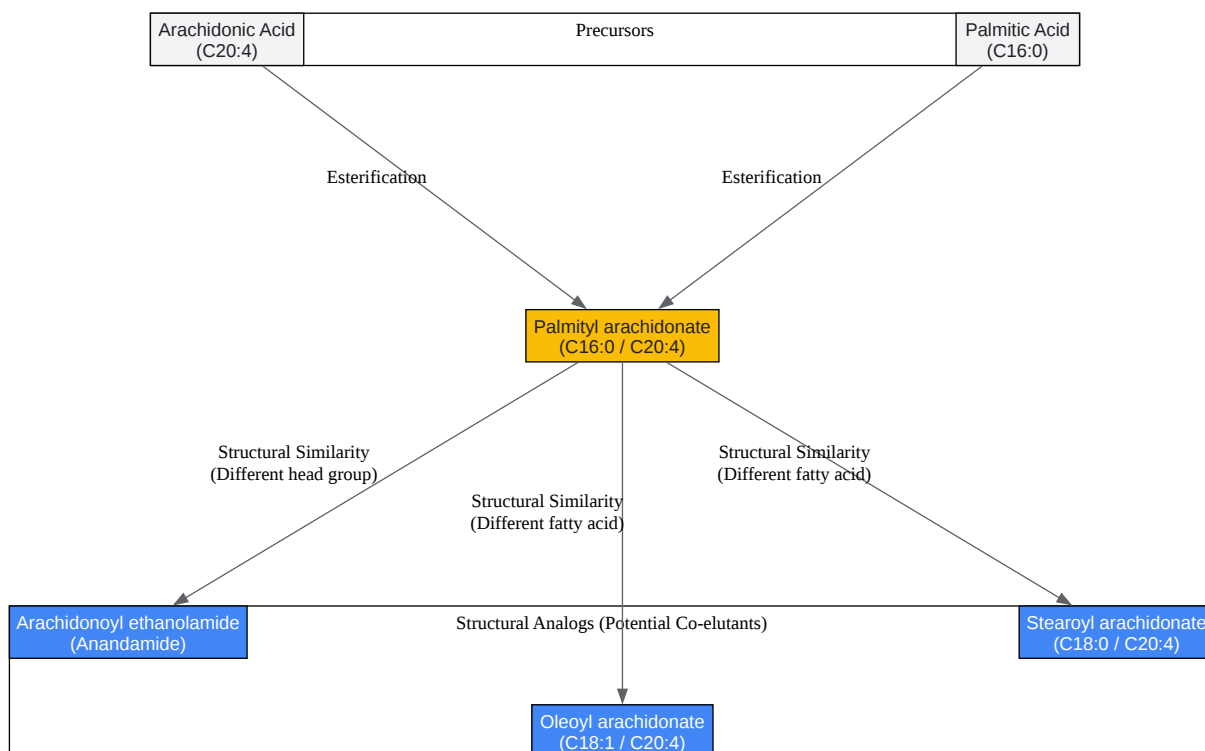 Arachidonic Acid
(C20:4)
Precursors
Palmitic Acid
(C16:0)
Esterification
Esterification
Palmityl arachidonate
(C16:0 / C20:4)
Structural Similarity
(Different head group)
Structural Similarity
(Different fatty acid)
Structural Similarity
(Different fatty acid)
Arachidonoyl ethanolamide
(Anandamide)
Structural Analogs (Potential Co-elutants)
Stearoyl arachidonate
(C18:0 / C20:4)
Oleoyl arachidonate
(C18:1 / C20:4)